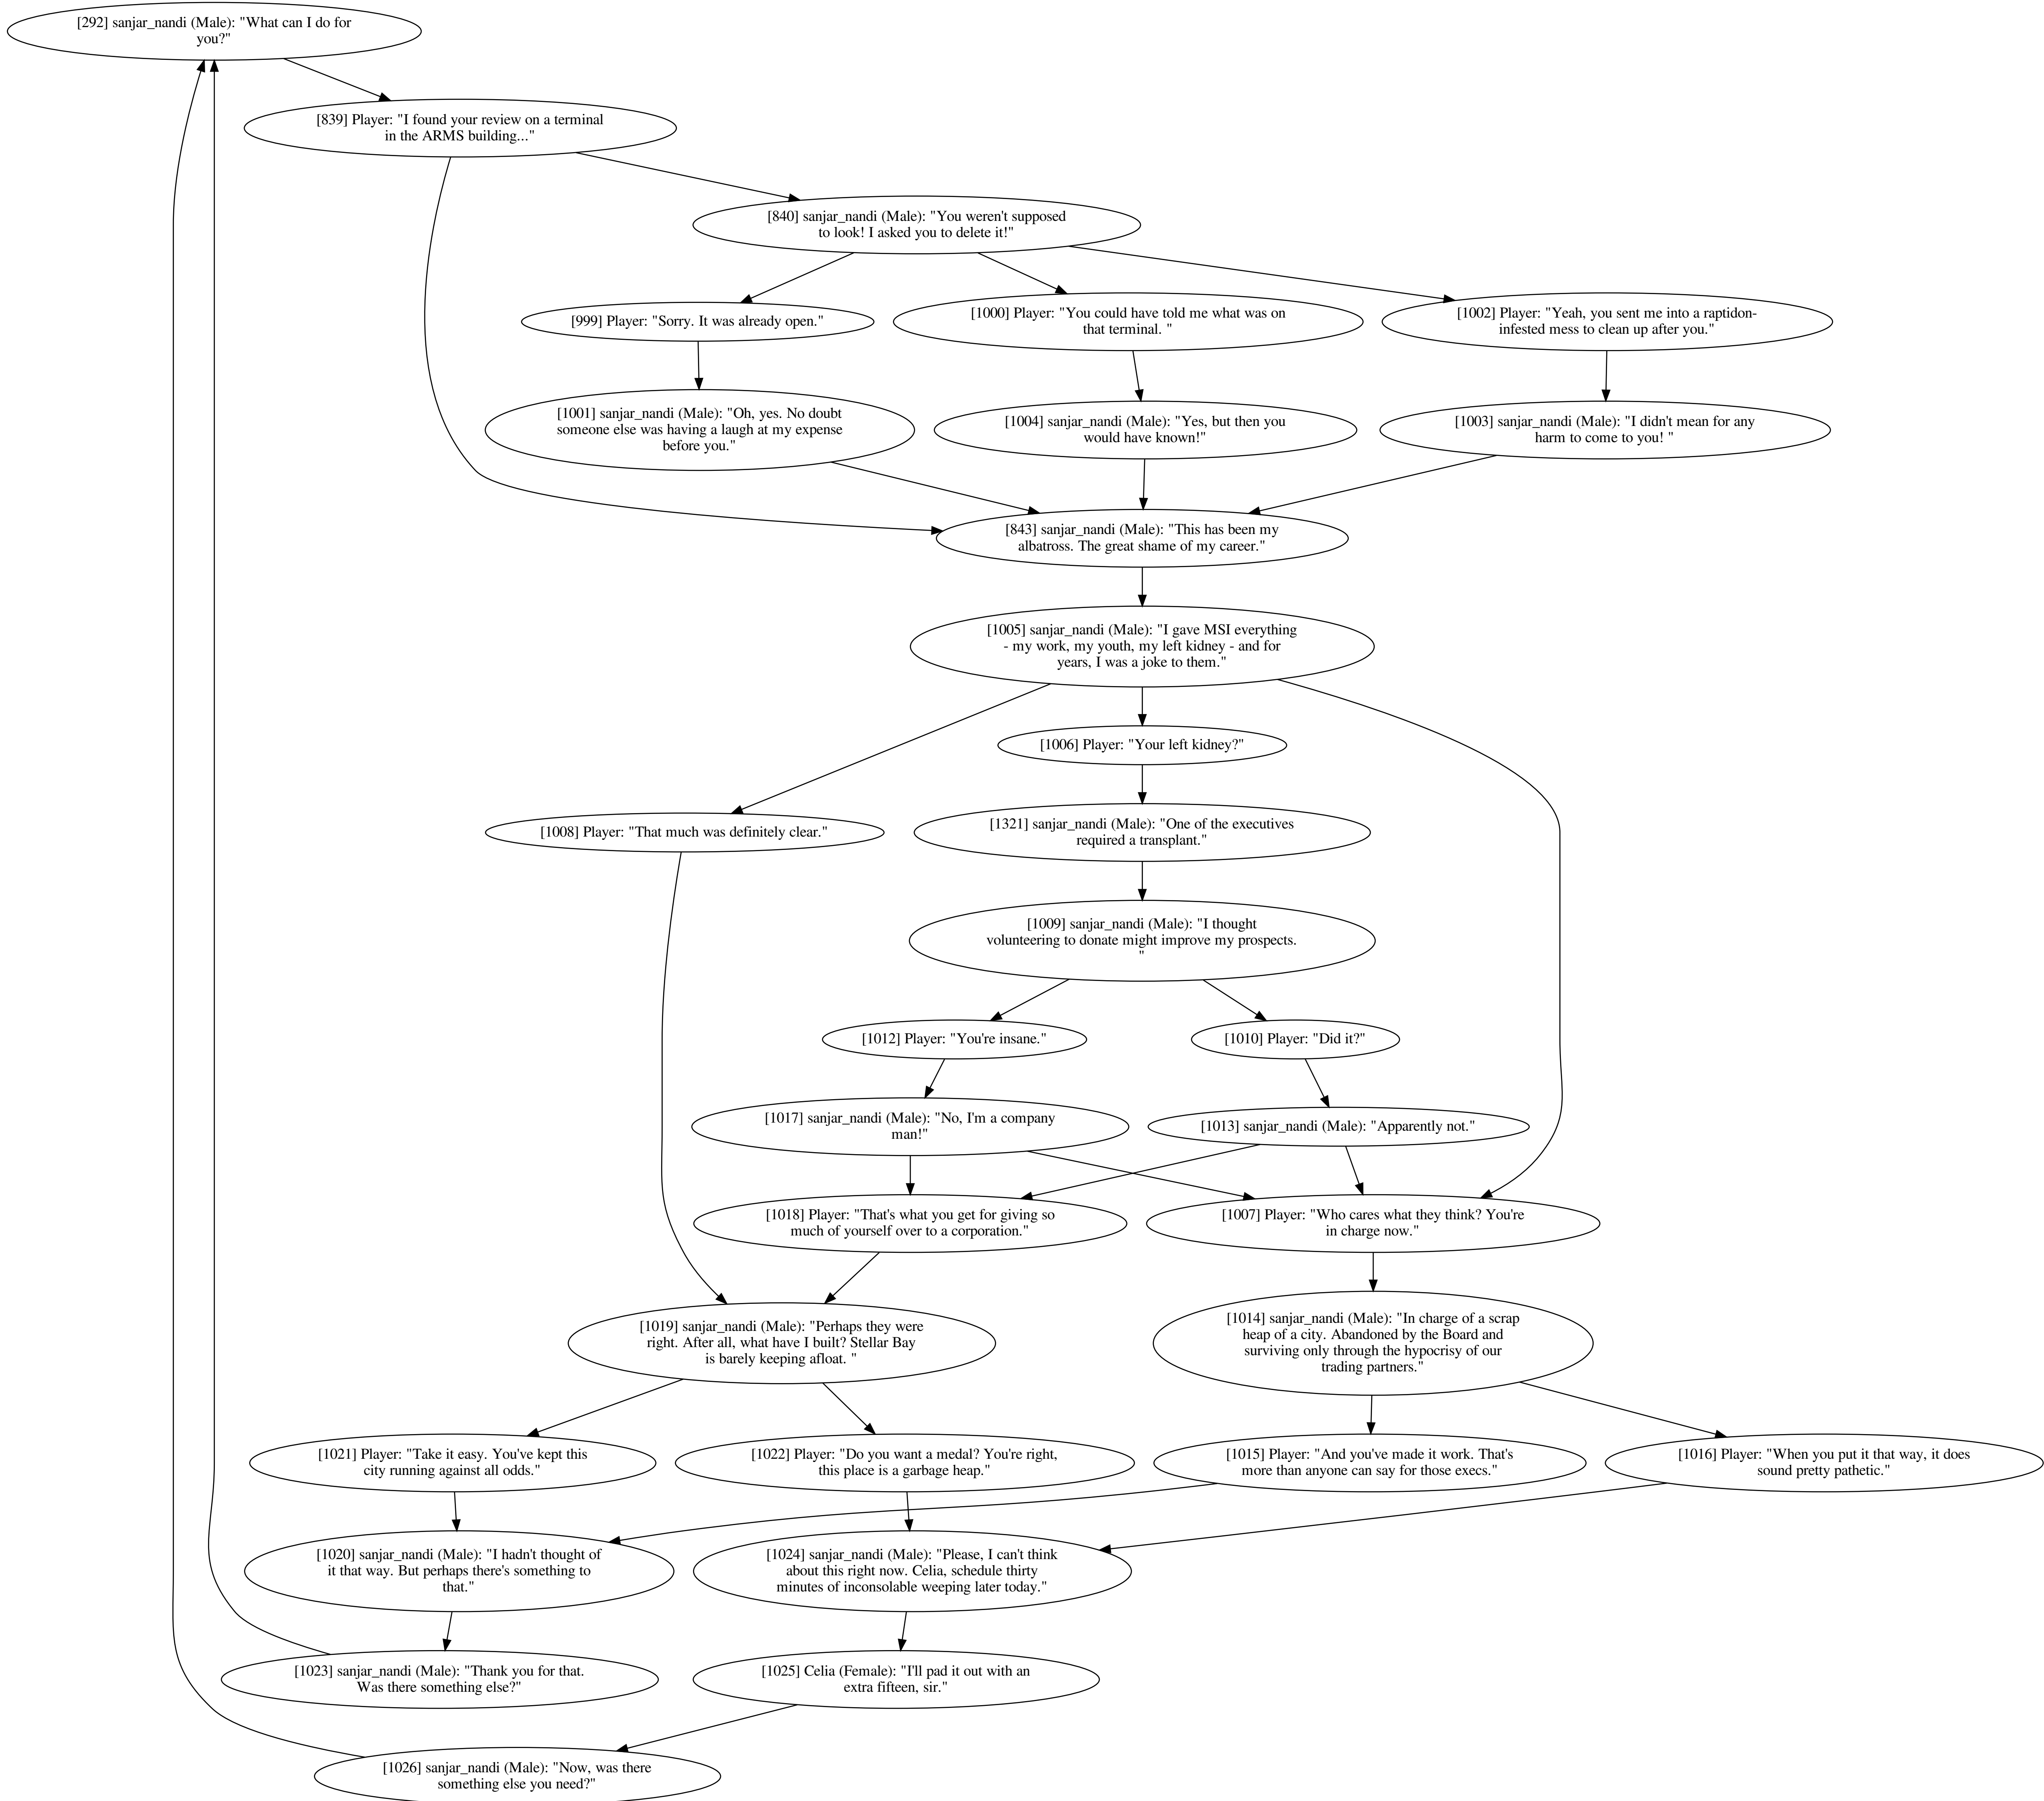 [292] sanjar_nandi (Male): "What can I do for
you?"
[839] Player: "I found your review on a terminal
in the ARMS building..."
[840] sanjar_nandi (Male): "You weren't supposed
to look! I asked you to delete it!"
[999] Player: "Sorry. It was already open."
[1000] Player: "You could have told me what was on
that terminal. "
[1002] Player: "Yeah, you sent me into a raptidon-
infested mess to clean up after you."
[1001] sanjar_nandi (Male): "Oh, yes. No doubt
someone else was having a laugh at my expense
before you."
[1004] sanjar_nandi (Male): "Yes, but then you
would have known!"
[1003] sanjar_nandi (Male): "I didn't mean for any
harm to come to you! "
[843] sanjar_nandi (Male): "This has been my
albatross. The great shame of my career."
[1005] sanjar_nandi (Male): "I gave MSI everything
- my work, my youth, my left kidney - and for
years, I was a joke to them."
[1006] Player: "Your left kidney?"
[1008] Player: "That much was definitely clear."
[1321] sanjar_nandi (Male): "One of the executives
required a transplant."
[1009] sanjar_nandi (Male): "I thought
volunteering to donate might improve my prospects.
"
[1012] Player: "You're insane."
[1010] Player: "Did it?"
[1017] sanjar_nandi (Male): "No, I'm a company
man!"
[1013] sanjar_nandi (Male): "Apparently not."
[1018] Player: "That's what you get for giving so
much of yourself over to a corporation."
[1007] Player: "Who cares what they think? You're
in charge now."
[1019] sanjar_nandi (Male): "Perhaps they were
right. After all, what have I built? Stellar Bay
is barely keeping afloat. "
[1014] sanjar_nandi (Male): "In charge of a scrap
heap of a city. Abandoned by the Board and
surviving only through the hypocrisy of our
trading partners."
[1021] Player: "Take it easy. You've kept this
city running against all odds."
[1022] Player: "Do you want a medal? You're right,
this place is a garbage heap."
[1015] Player: "And you've made it work. That's
more than anyone can say for those execs."
[1016] Player: "When you put it that way, it does
sound pretty pathetic."
[1020] sanjar_nandi (Male): "I hadn't thought of
it that way. But perhaps there's something to
that."
[1024] sanjar_nandi (Male): "Please, I can't think
about this right now. Celia, schedule thirty
minutes of inconsolable weeping later today."
[1023] sanjar_nandi (Male): "Thank you for that.
Was there something else?"
[1025] Celia (Female): "I'll pad it out with an
extra fifteen, sir."
[1026] sanjar_nandi (Male): "Now, was there
something else you need?"